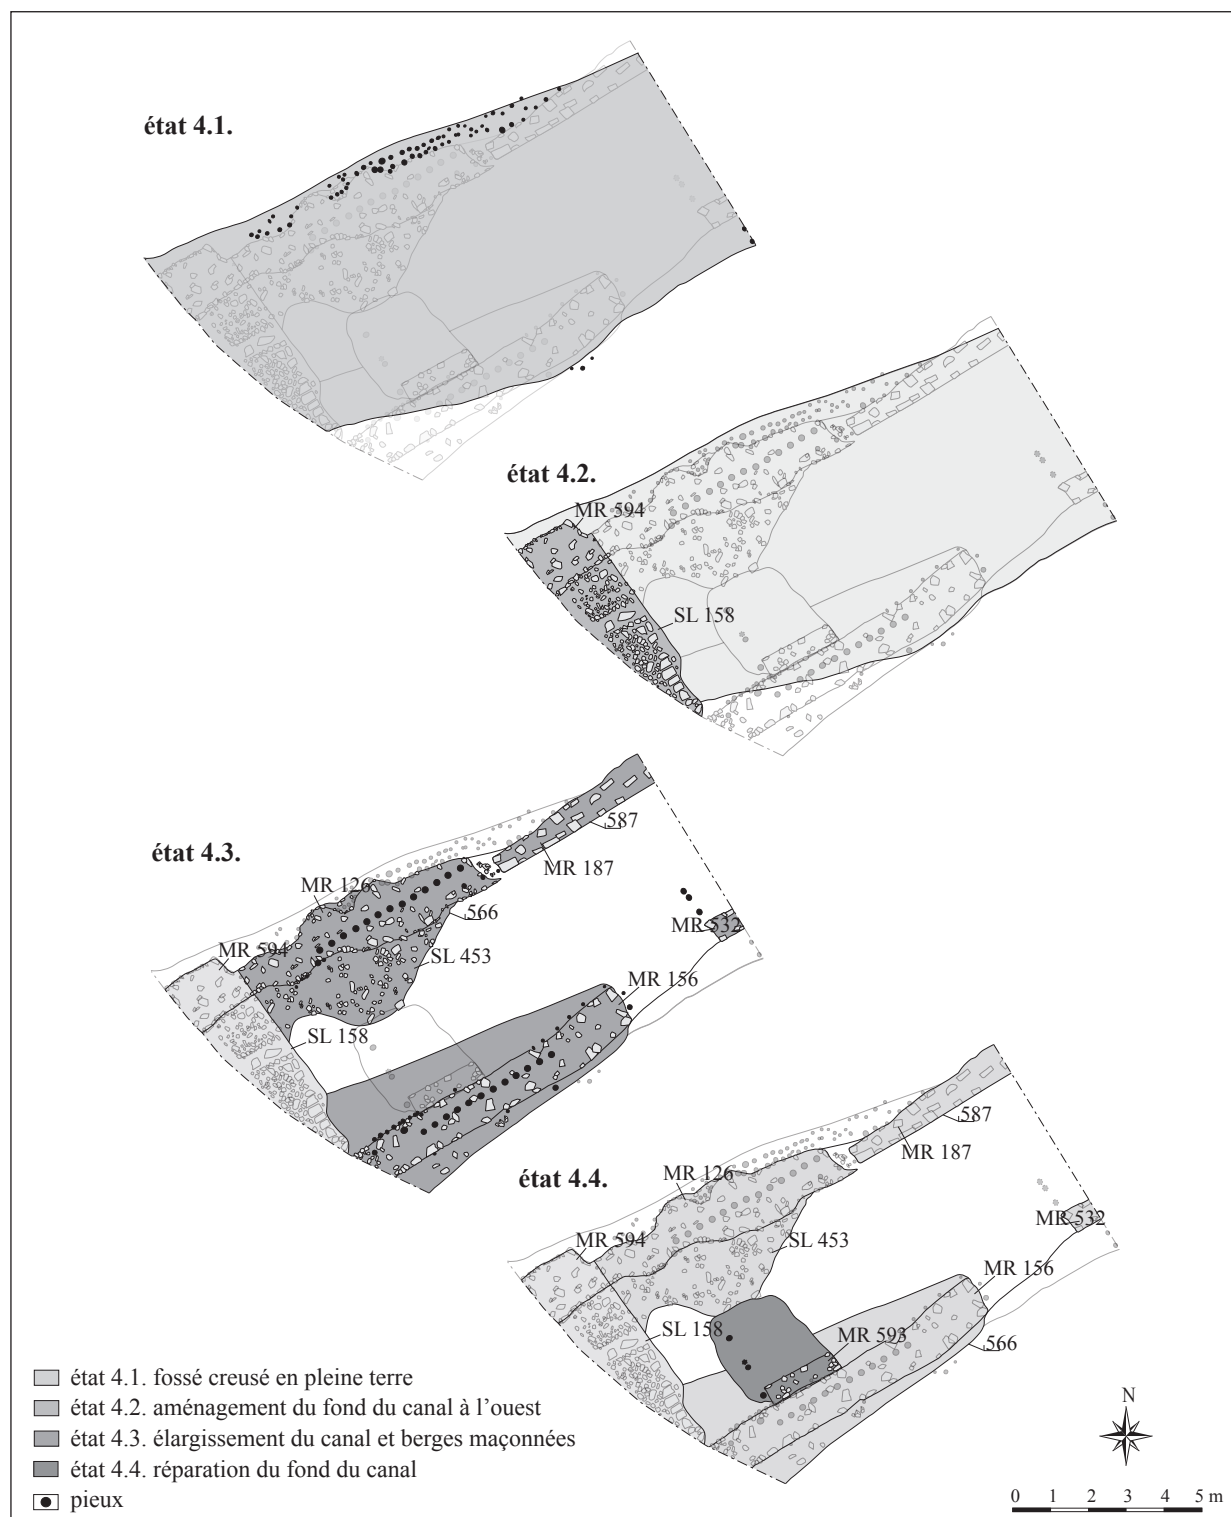 état 4.1.
état 4.2.
MR 594
SL 158
état 4.3.
587
MR 187
MR 126
566
MR 532
MR 594
SL 453
MR 156
SL 158
état 4.4.
587
MR 187
MR 126
MR 532
MR 594
SL 453
MR 156
SL 158
MR 593
566
état 4.1. fossé creusé en pleine terre
état 4.2. aménagement du fond du canal à l’ouest
état 4.3. élargissement du canal et berges maçonnées
état 4.4. réparation du fond du canal
pieux
N
0 1 2 3 4 5 m